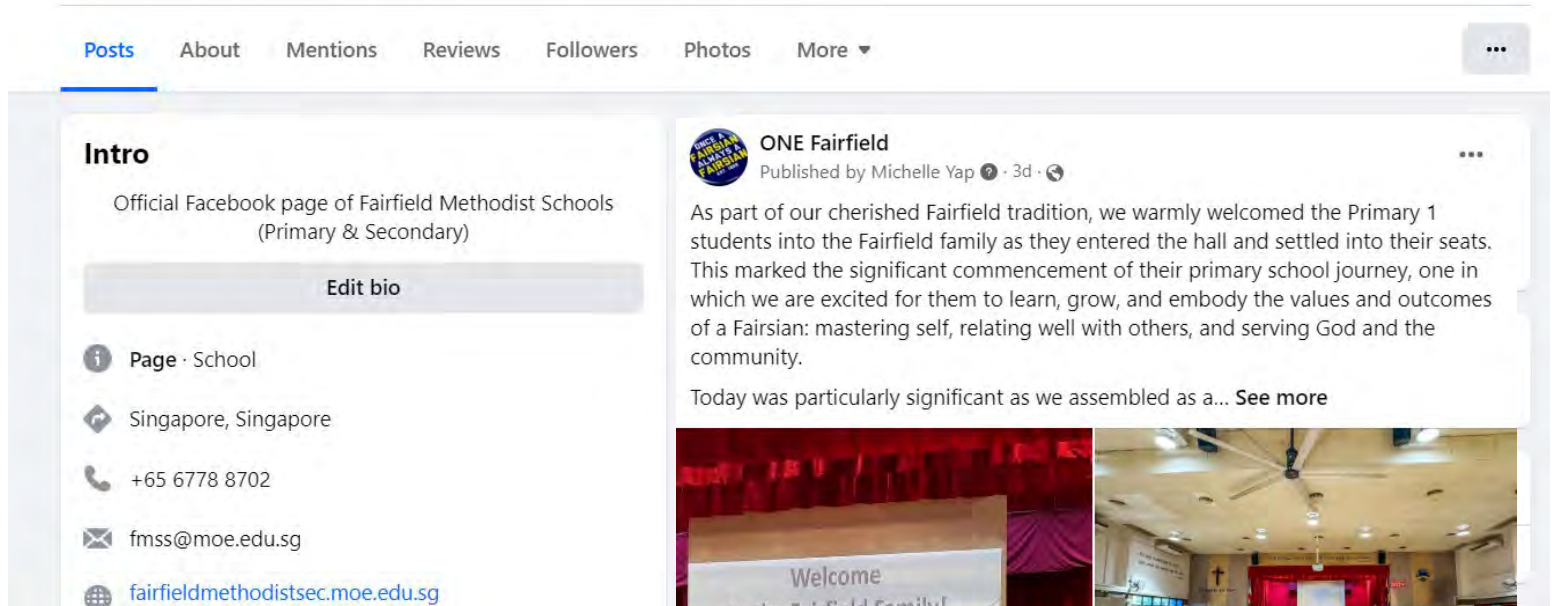 Posts About Mentions Reviews Followers Photos More
Intro
Official Facebook page of Fairfield Methodist Schools
(Primary & Secondary)
Edit bio
Page · School
Singapore, Singapore
+65 6778 8702
fmss@moe.edu.sg
fairfieldmethodistsec.moe.edu.sg
ONCE A
FAIRSIAN
ALWAYS A
FAIRSIAN
ONE Fairfield
Published by Michelle Yap · 3d ·
As part of our cherished Fairfield tradition, we warmly welcomed the Primary 1
students into the Fairfield family as they entered the hall and settled into their seats.
This marked the significant commencement of their primary school journey, one in
which we are excited for them to learn, grow, and embody the values and outcomes
of a Fairsian: mastering self, relating well with others, and serving God and the
community.
Today was particularly significant as we assembled as a... See more
Welcome
Fairfield Family!